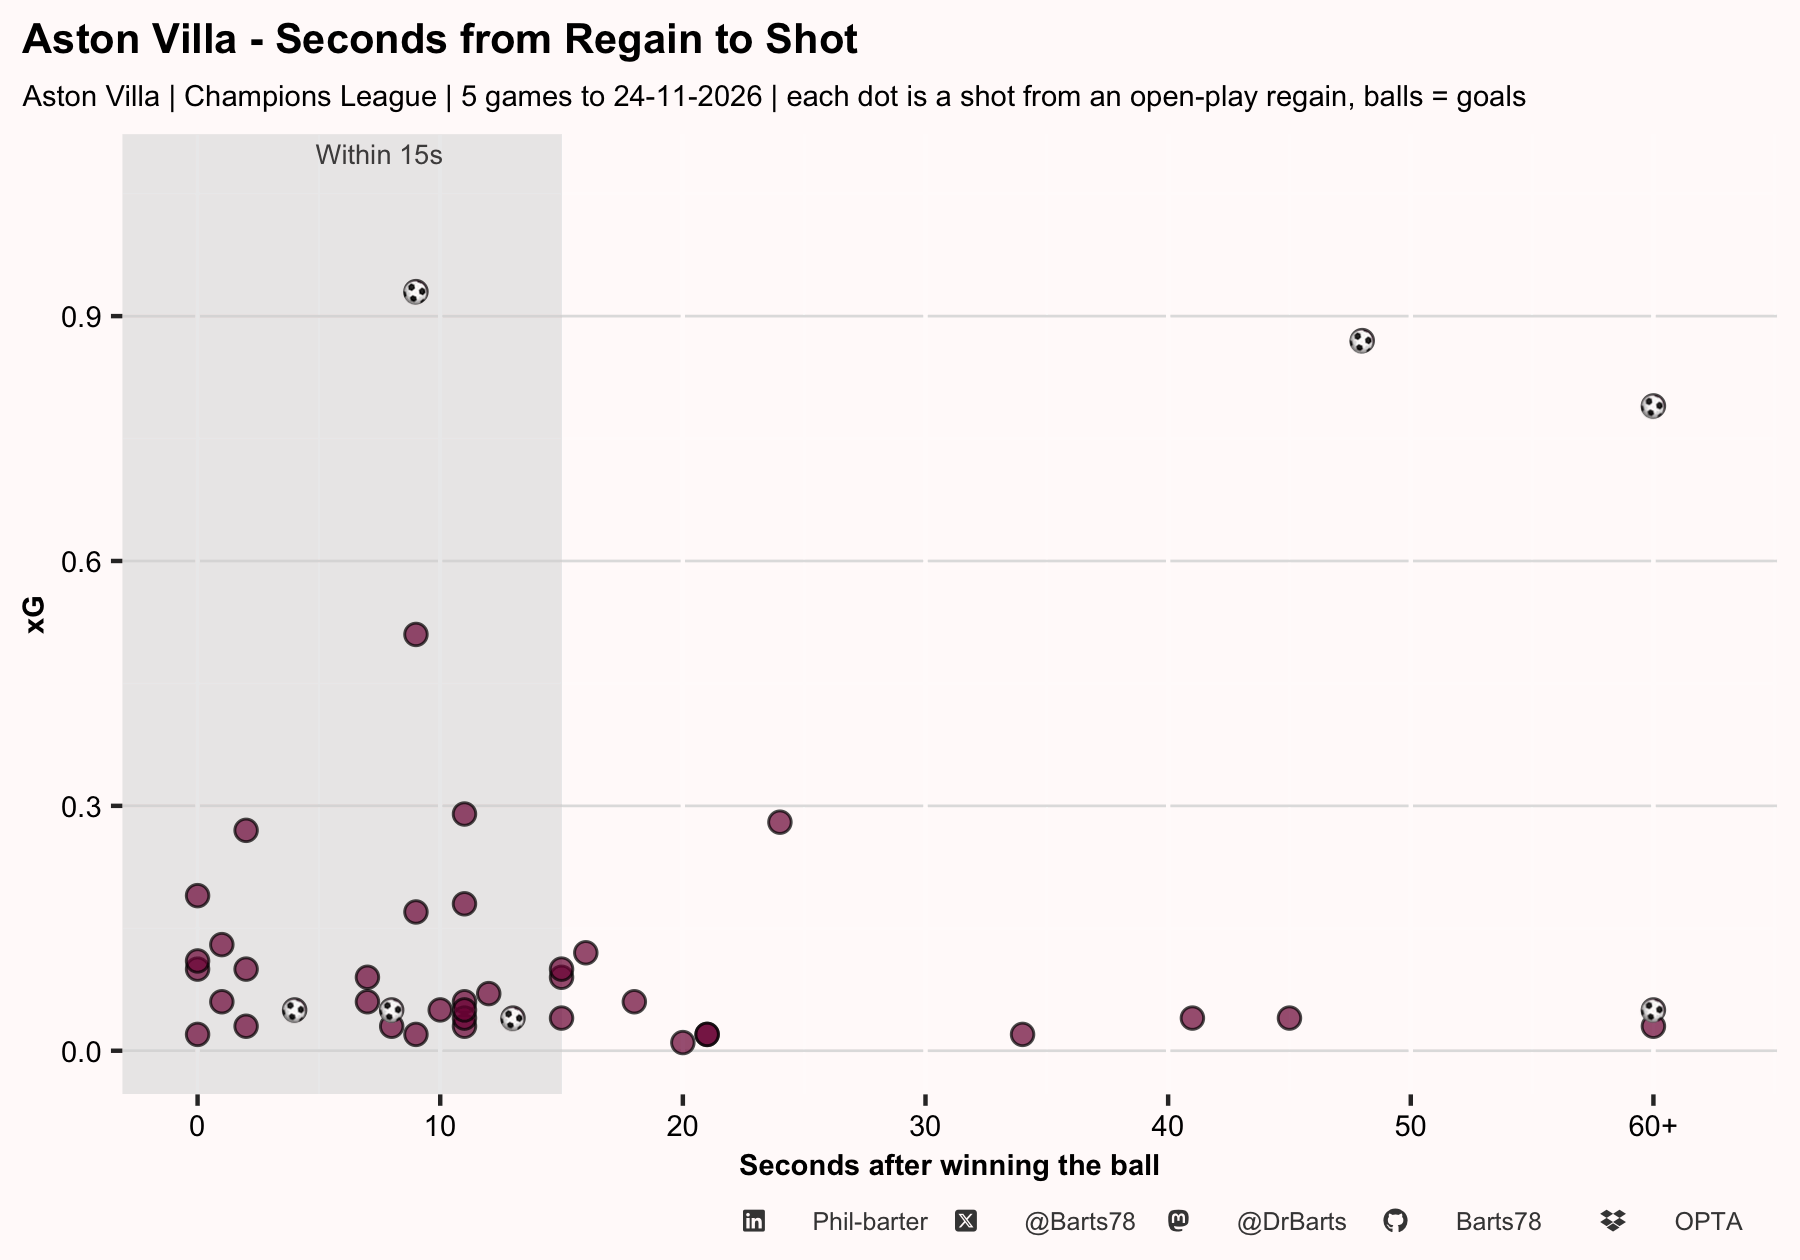 Aston Villa - Seconds from Regain to Shot
Aston Villa | Champions League | 5 games to 24-11-2026 | each dot is a shot from an open-play regain, balls = goals
Within 15s
0.9
0.6
0.3
0.0
xG
0 10 20 30 40 50 60+
Seconds after winning the ball
Phil-barter @Barts78 @DrBarts Barts78 OPTA